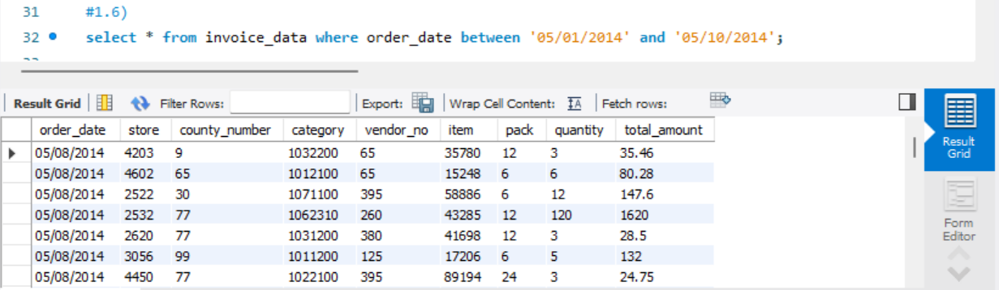 31 #1.6)
32 select * from invoice_data where order_date between '05/01/2014' and '05/10/2014';
Result Grid Filter Rows: Export: Wrap Cell Content: Fetch rows:
order_date store county_number category vendor_no item pack quantity total_amount
05/08/2014 4203 9 1032200 65 35780 12 3 35.46
05/08/2014 4602 65 1012100 65 15248 6 6 80.28
05/08/2014 2522 30 1071100 395 58886 6 12 147.6
05/08/2014 2532 77 1062310 260 43285 12 120 1620
05/08/2014 2620 77 1031200 380 41698 12 3 28.5
05/08/2014 3056 99 1011200 125 17206 6 5 132
05/08/2014 4450 77 1022100 395 89194 24 3 24.75
Result
Grid
Form
Editor